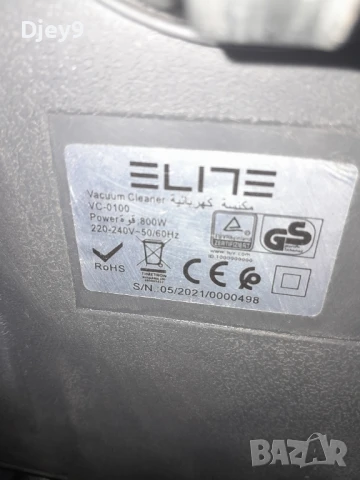 Djey9
ELITE
Vacuum Cleaner مكنسة كهربائية
VC-0100
Power قوة 800W
220-240V~50/60Hz
GS
RoHS
CE
S/N :05/2021/0000498
BAZAR